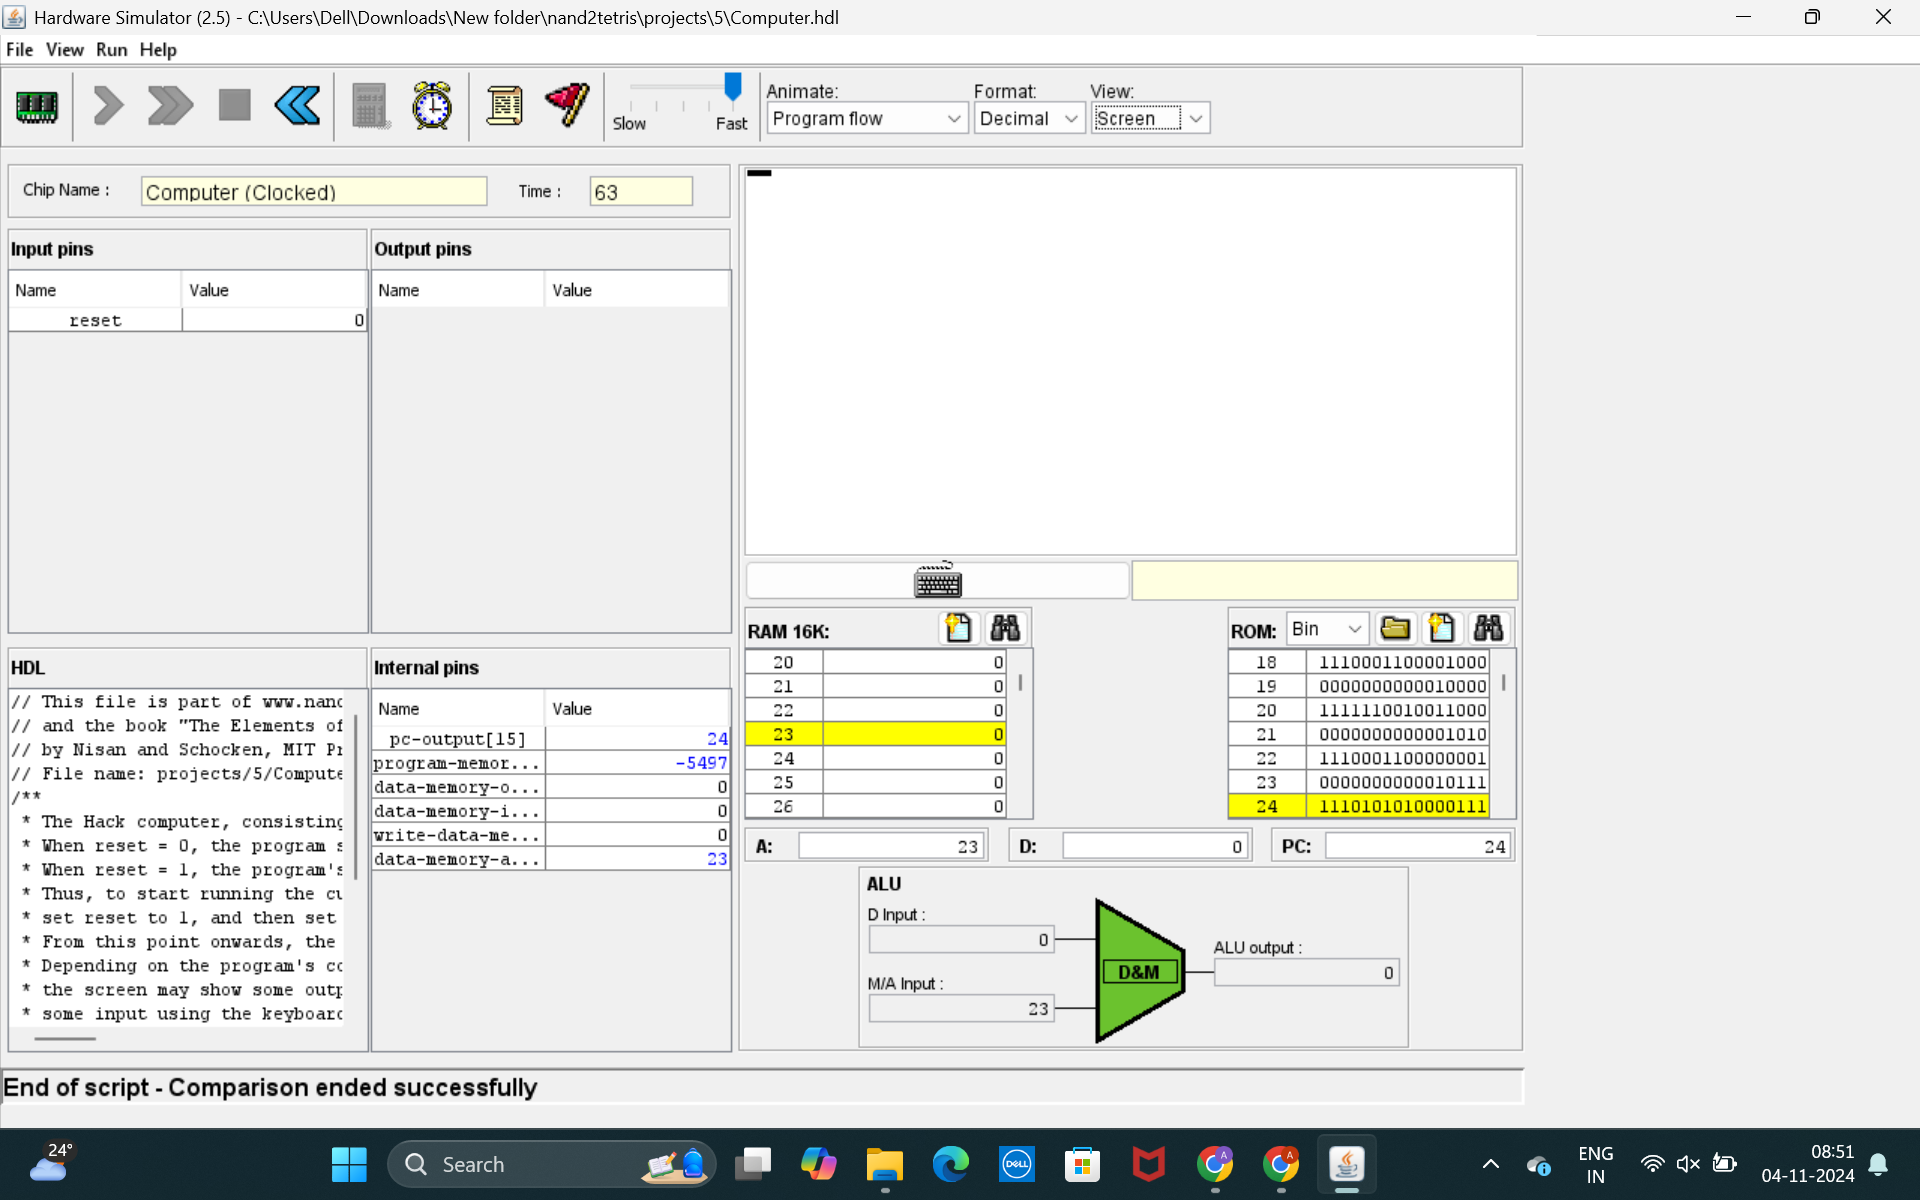 Hardware Simulator (2.5) - C:\Users\Dell\Downloads\New folder\nand2tetris\projects\5\Computer.hdl
File View Run Help
Slow Fast
Animate: Format: View:
Program flow Decimal Screen
Chip Name : Computer (Clocked) Time : 63
Input pins
Name Value
reset 0
Output pins
Name Value
HDL
// This file is part of www.nanc
// and the book "The Elements of
// by Nisan and Schocken, MIT Pr
// File name: projects/5/Compute
/**
* The Hack computer, consisting
* When reset = 0, the program s
* When reset = 1, the program's
* Thus, to start running the cu
* set reset to 1, and then set
* From this point onwards, the
* Depending on the program's co
* the screen may show some outp
* some input using the keyboard
Internal pins
Name Value
pc-output[15] 24
program-memor... -5497
data-memory-o... 0
data-memory-i... 0
write-data-me... 0
data-memory-a... 23
RAM 16K:
20 0
21 0
22 0
23 0
24 0
25 0
26 0
ROM: Bin
18 1110001100001000
19 0000000000010000
20 1111110010011000
21 0000000000001010
22 1110001100000001
23 0000000000010111
24 1110101010000111
A: 23 D: 0 PC: 24
ALU
D Input :
0
M/A Input :
23
D&M
ALU output :
0
End of script - Comparison ended successfully
24°
Search
DELL
A
A
ENG
IN
08:51
04-11-2024